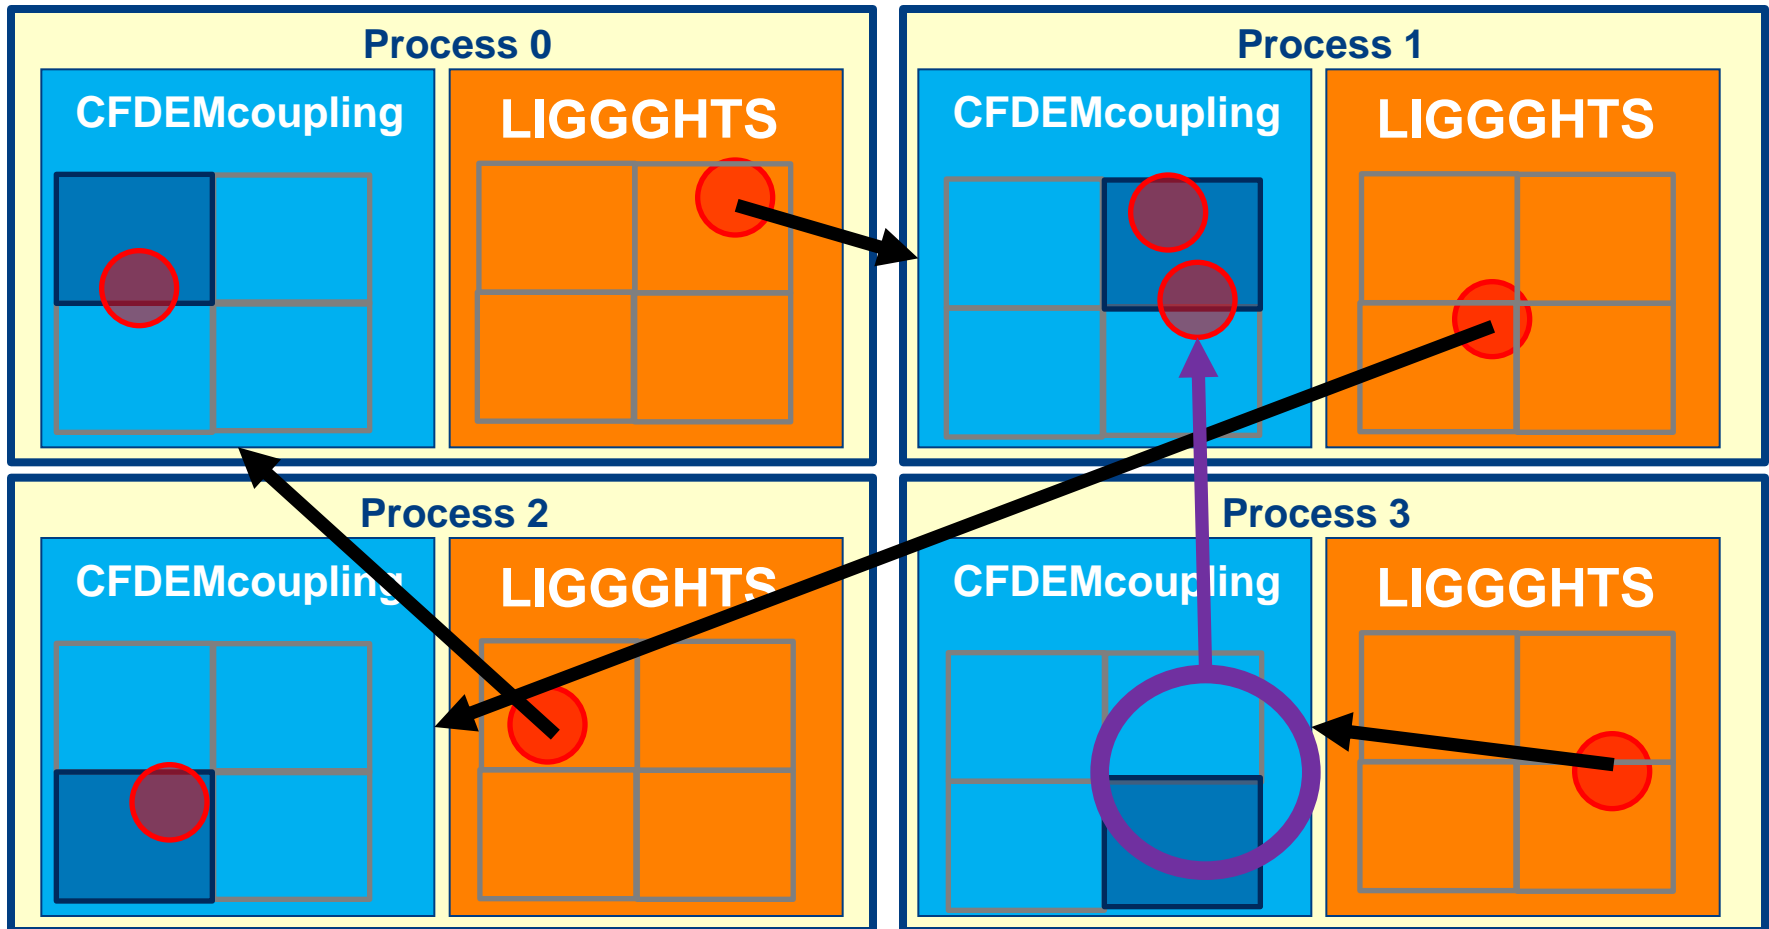 Process 0
CFDEMcoupling
LIGGGHTS
Process 1
CFDEMcoupling
LIGGGHTS
Process 2
CFDEMcoupling
LIGGGHTS
Process 3
CFDEMcoupling
LIGGGHTS